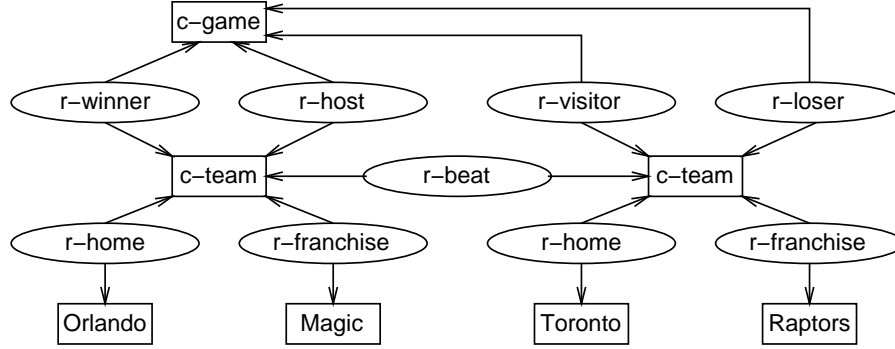 c−game
r−winner r−host r−visitor r−loser
c−team r−beat c−team
r−home r−franchise r−home r−franchise
Orlando Magic Toronto Raptors